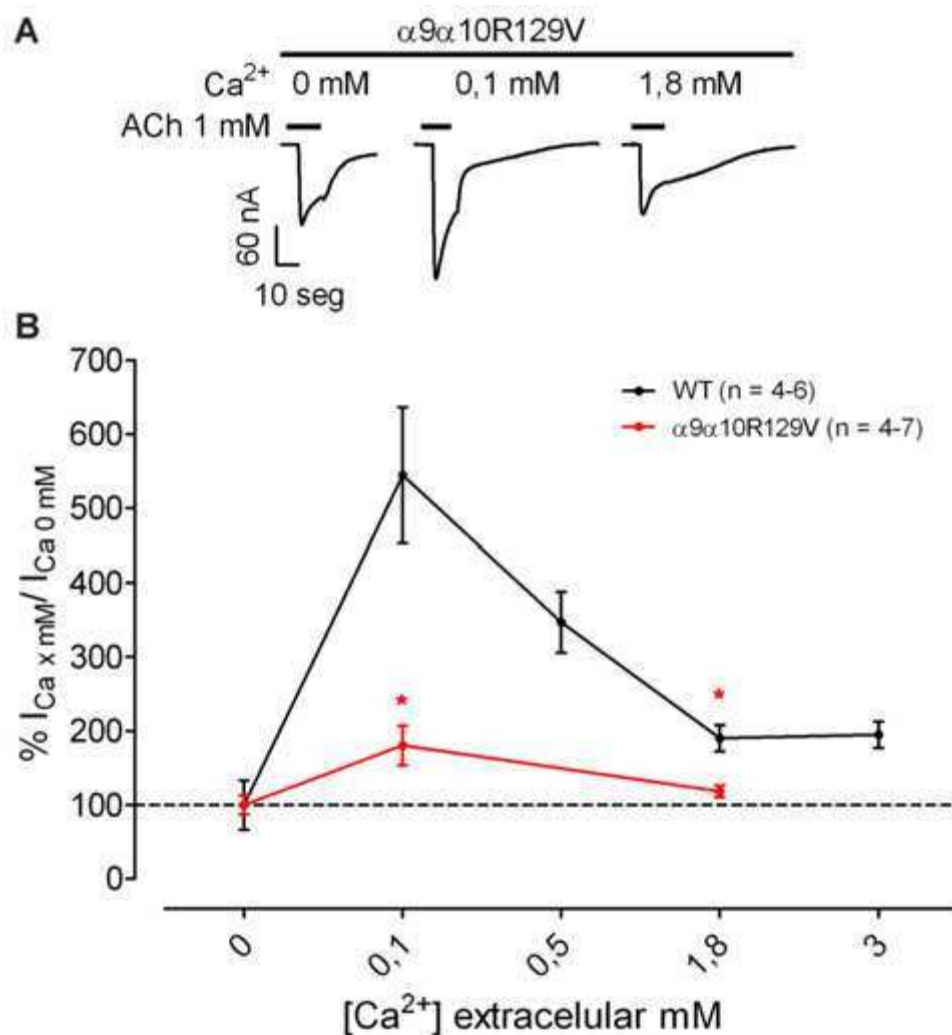 A
α9α10R129V
Ca²⁺ 0 mM 0,1 mM 1,8 mM
ACh 1 mM
60 nA
10 seg
B
700
600
500
400
300
200
100
0
% I Ca x mM/ I Ca 0 mM
WT (n = 4-6)
α9α10R129V (n = 4-7)
*
*
0 0,1 0,5 1,8 3
[Ca²⁺] extracelular mM